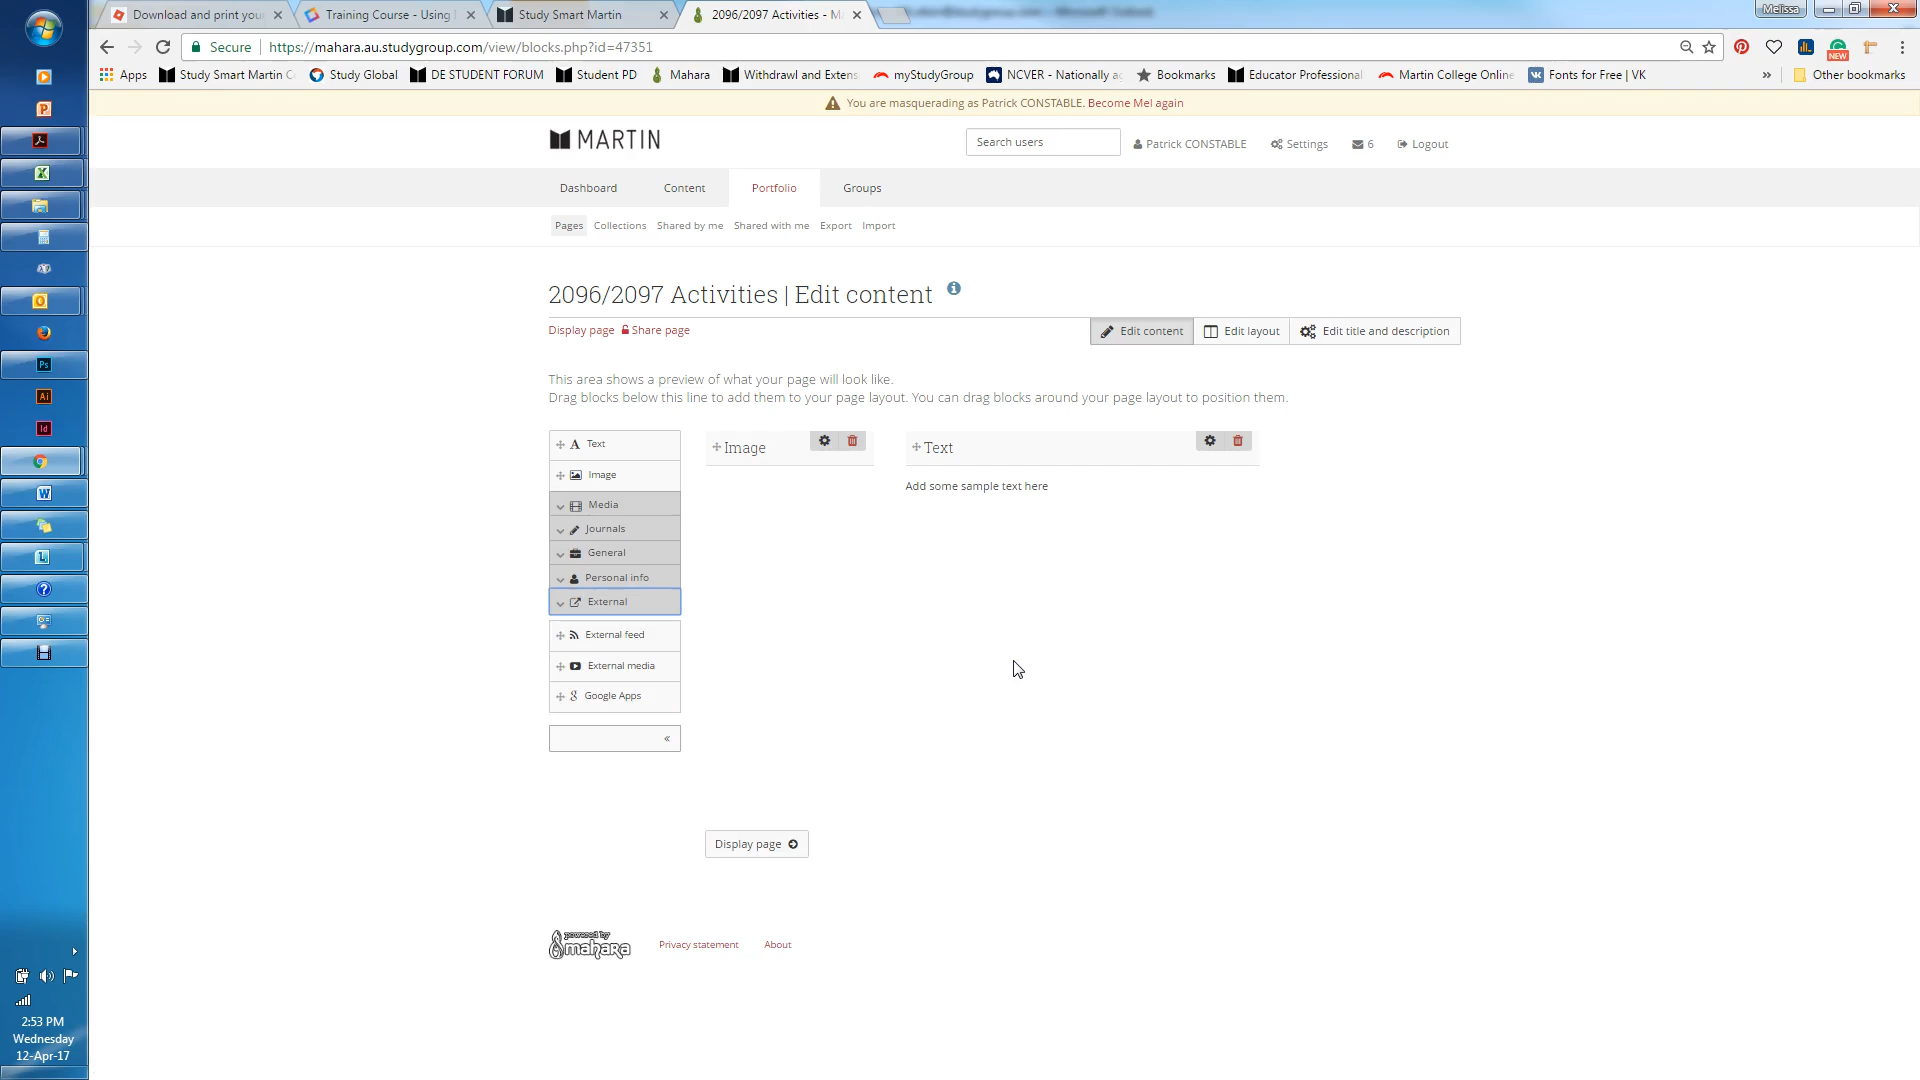 Download and print your
Training Course - Using
Study Smart Martin
2096/2097 Activities - M
Melissa
Secure
https://mahara.au.studygroup.com/view/blocks.php?id=47351
Apps
Study Smart Martin C
Study Global
DE STUDENT FORUM
Student PD
Mahara
Withdrawl and Extens
myStudyGroup
NCVER - Nationally ac
Bookmarks
Educator Professional
Martin College Online
Fonts for Free | VK
»
Other bookmarks
NEW
You are masquerading as Patrick CONSTABLE. Become Mel again
MARTIN
Search users
Patrick CONSTABLE
Settings
6
Logout
Dashboard
Content
Portfolio
Groups
Pages
Collections
Shared by me
Shared with me
Export
Import
2096/2097 Activities | Edit content
Display page
Share page
Edit content
Edit layout
Edit title and description
This area shows a preview of what your page will look like.
Drag blocks below this line to add them to your page layout. You can drag blocks around your page layout to position them.
Text
Image
Media
Journals
General
Personal info
External
External feed
External media
Google Apps
«
Image
Text
Add some sample text here
Display page
powered by
mahara
Privacy statement
About
2:53 PM
Wednesday
12-Apr-17